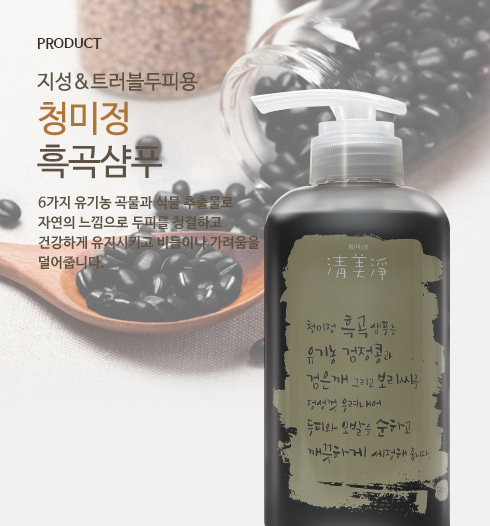 PRODUCT
지성&트러블두피용
청미정
흑곡샴푸
6가지 유기농 곡물과 식물 추출물로
자연의 느낌으로 두피를 청결하고
건강하게 유지시키고 비듬이나 가려움을
덜어줍니다.
청미정
清美淨
청미정 흑곡 샴푸는
유기농 검정콩과
검은깨 그리고 보리씨를
정성껏 우려내어
두피와 모발을 순하고
깨끗하게 세정해 줍니다.